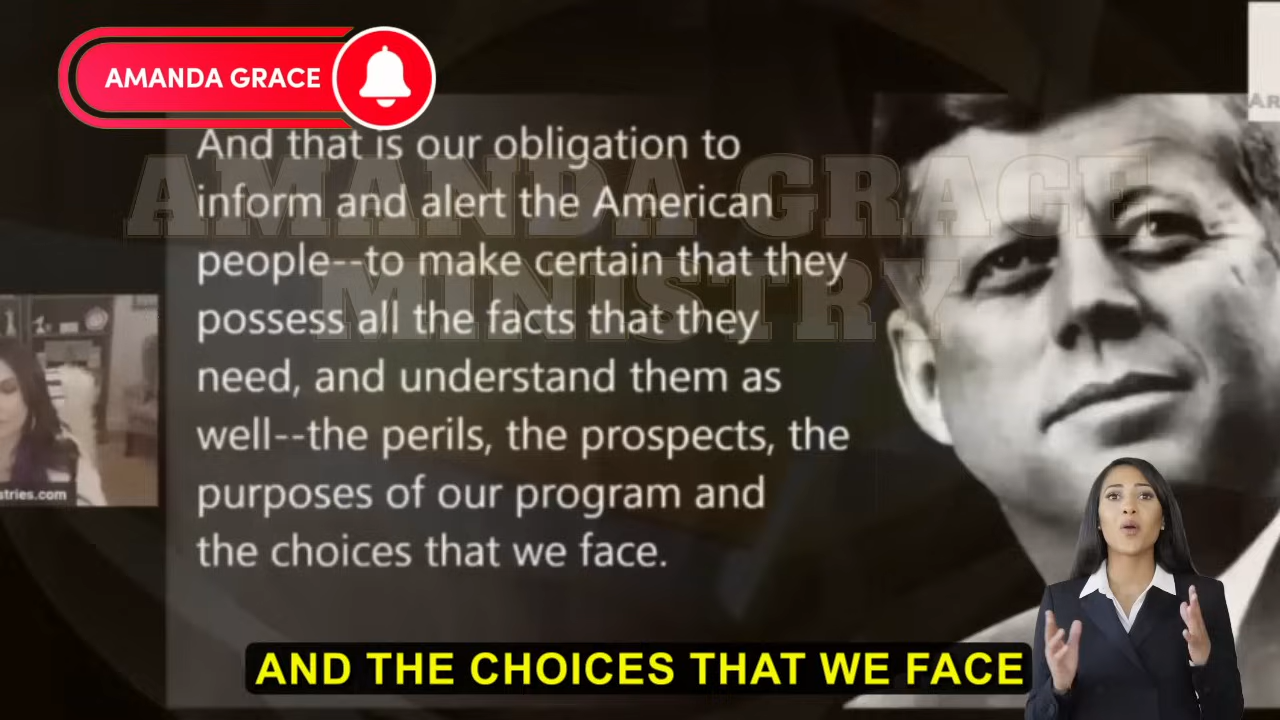 AMANDA GRACE
And that is our obligation to
inform and alert the American
people--to make certain that they
possess all the facts that they
need, and understand them as
well--the perils, the prospects, the
purposes of our program and
the choices that we face.
AMANDA GRACE
MINISTRY
stries.com
AND THE CHOICES THAT WE FACE